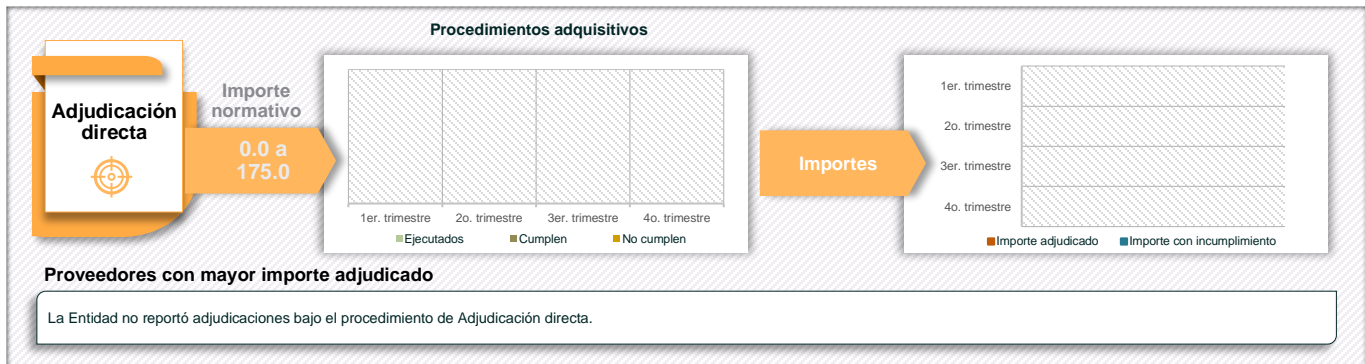 Procedimientos adquisitivos
Adjudicación
directa
Importe
normativo
0.0 a
175.0
1er. trimestre
2o. trimestre
3er. trimestre
4o. trimestre
Ejecutados
Cumplen
No cumplen
Importes
1er. trimestre
2o. trimestre
3er. trimestre
4o. trimestre
Importe adjudicado
Importe con incumplimiento
Proveedores con mayor importe adjudicado
La Entidad no reportó adjudicaciones bajo el procedimiento de Adjudicación directa.